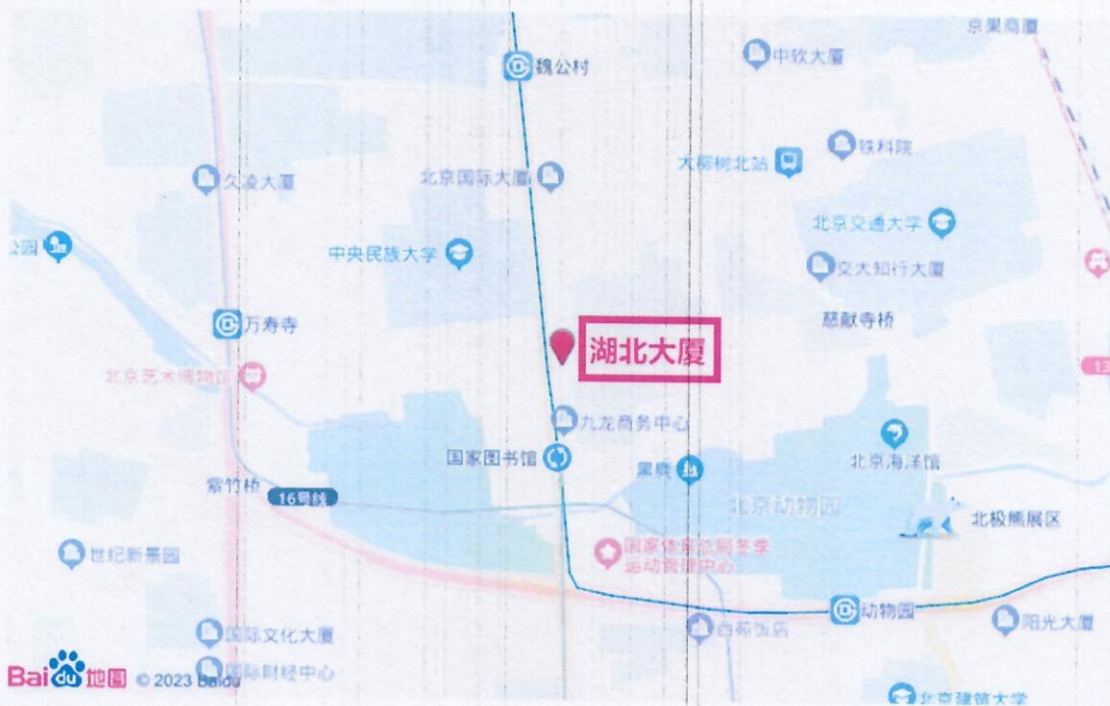 京果商厦
魏公村
中软大厦
铁科院
大柳树北站
久凌大厦
北京国际大厦
北京交通大学
公园
中央民族大学
交大知行大厦
万寿寺
慈献寺桥
湖北大厦
北京艺术博物馆
13
九龙商务中心
国家图书馆
北京海洋馆
黑麂
紫竹桥
16号线
北京动物园
北极熊展区
世纪新景园
国家体育总局冬季
运动管理中心
动物园
国际文化大厦
西苑饭店
阳光大厦
Bai du 地图 © 2023 Baidu
国际财经中心
北京建筑大学